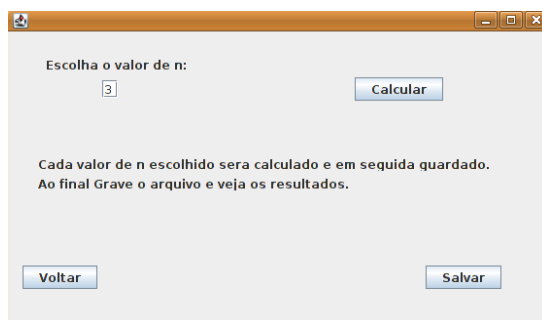 Escolha o valor de n:
3
Calcular
Cada valor de n escolhido sera calculado e em seguida quardado.
Ao final Grave o arquivo e veja os resultados.
Voltar
Salvar